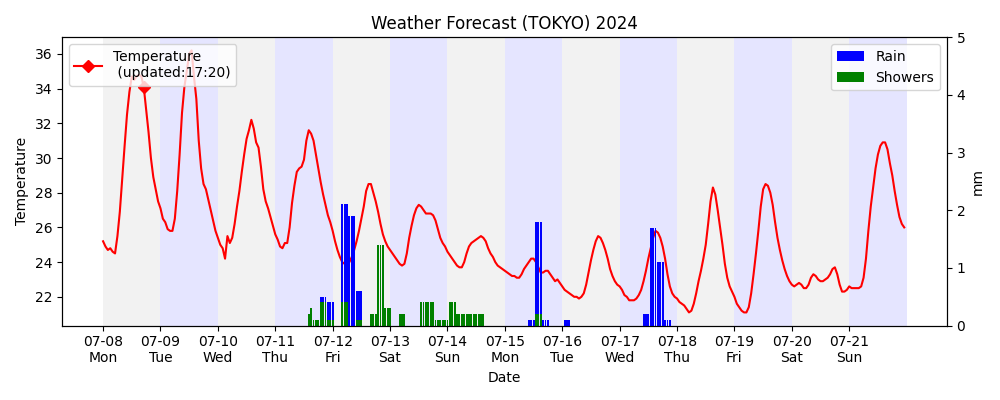 Weather Forecast (TOKYO) 2024
Temperature
(updated:17:20)
Rain
Showers
36
34
32
30
28
26
24
22
Temperature
5
4
3
2
1
0
mm
07-08 07-09 07-10 07-11 07-12 07-13 07-14 07-15 07-16 07-17 07-18 07-19 07-20 07-21
Mon Tue Wed Thu Fri Sat Sun Mon Tue Wed Thu Fri Sat Sun
Date